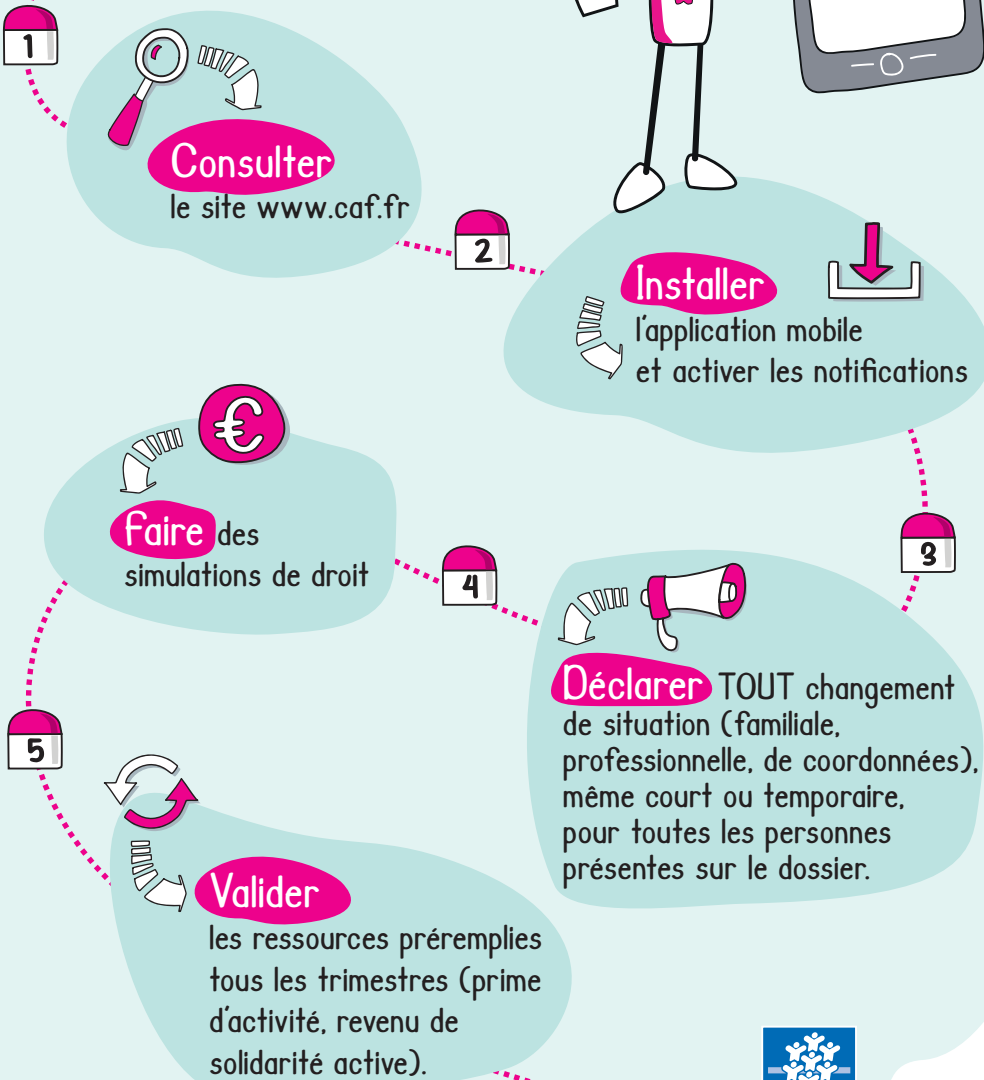 1
Consulter
le site www.caf.fr
2
Installer
l'application mobile
et activer les notifications
3
Déclarer TOUT changement
de situation (familiale,
professionnelle, de coordonnées),
même court ou temporaire,
pour toutes les personnes
présentes sur le dossier.
4
€
Faire des
simulations de droit
5
Valider
les ressources préremplies
tous les trimestres (prime
d'activité, revenu de
solidarité active).